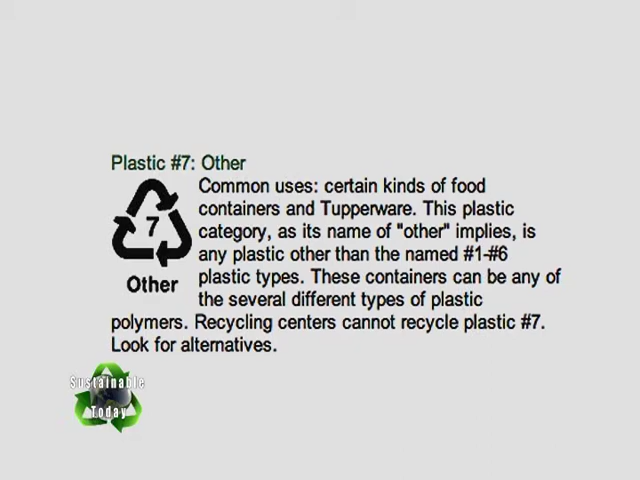 Plastic #7: Other
Common uses: certain kinds of food
containers and Tupperware. This plastic
category, as its name of "other" implies, is
any plastic other than the named #1-#6
plastic types. These containers can be any of
the several different types of plastic
polymers. Recycling centers cannot recycle plastic #7.
Look for alternatives.
7
Other
Sustainable
Today